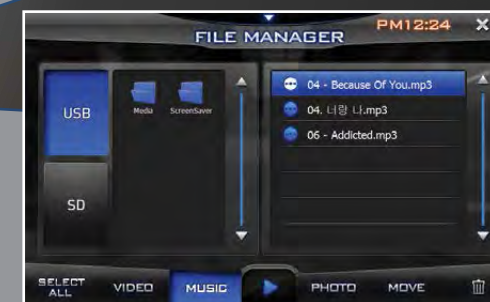 FILE MANAGER
PM12:24
USB
SD
Media
ScreenSaver
04 - Because Of You.mp3
04. 너랑 나.mp3
06 - Addicted.mp3
SELECT ALL
VIDEO
MUSIC
PHOTO
MOVE